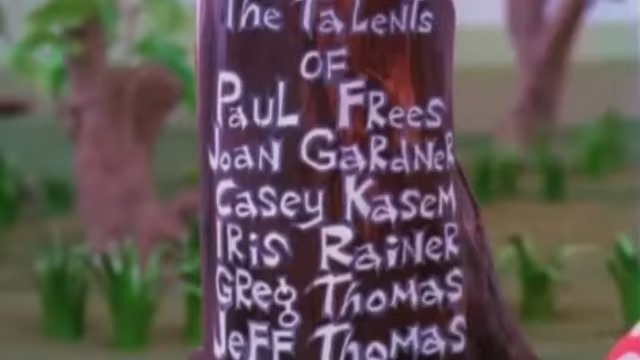 The Talents
OF
PauL Frees
Joan Gardner
Casey Kasem
Iris Rainer
Greg Thomas
Jeff Thomas